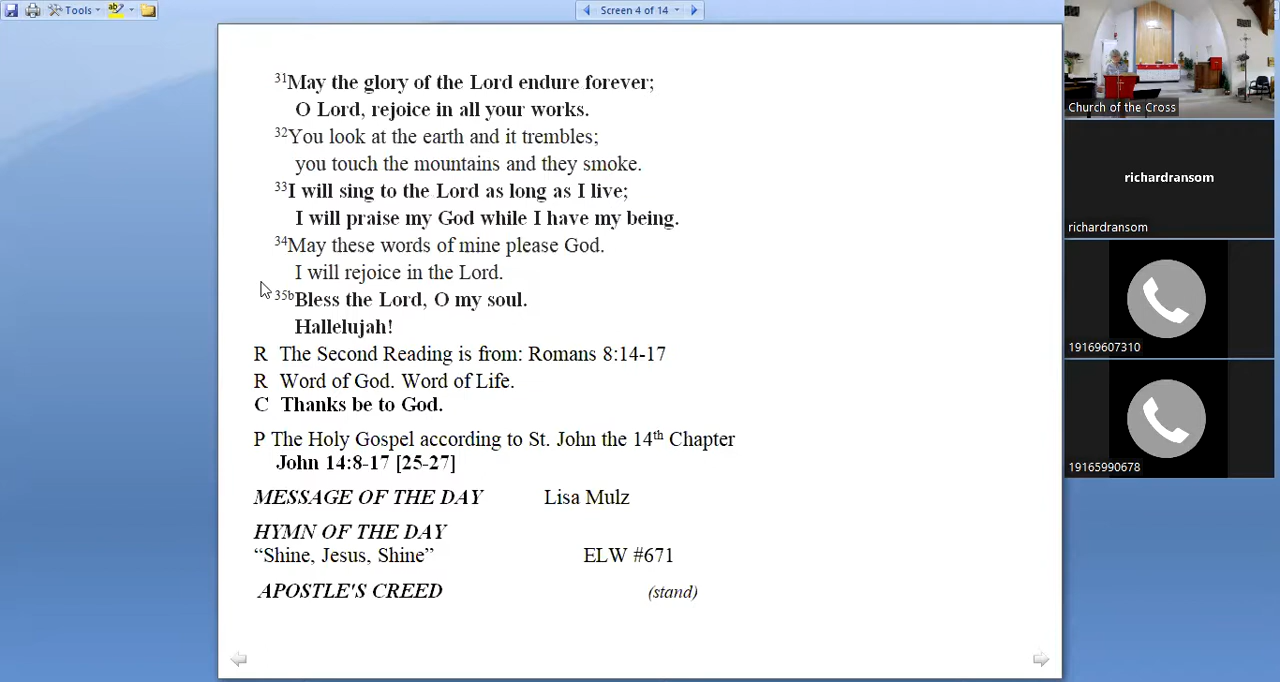 Tools
Screen 4 of 14
31May the glory of the Lord endure forever;
O Lord, rejoice in all your works.
32You look at the earth and it trembles;
you touch the mountains and they smoke.
33I will sing to the Lord as long as I live;
I will praise my God while I have my being.
34May these words of mine please God.
I will rejoice in the Lord.
35bBless the Lord, O my soul.
Hallelujah!
R The Second Reading is from: Romans 8:14-17
R Word of God. Word of Life.
C Thanks be to God.
P The Holy Gospel according to St. John the 14th Chapter
John 14:8-17 [25-27]
MESSAGE OF THE DAY Lisa Mulz
HYMN OF THE DAY
“Shine, Jesus, Shine” ELW #671
APOSTLE'S CREED (stand)
Church of the Cross
richardransom
richardransom
19169607310
19165990678